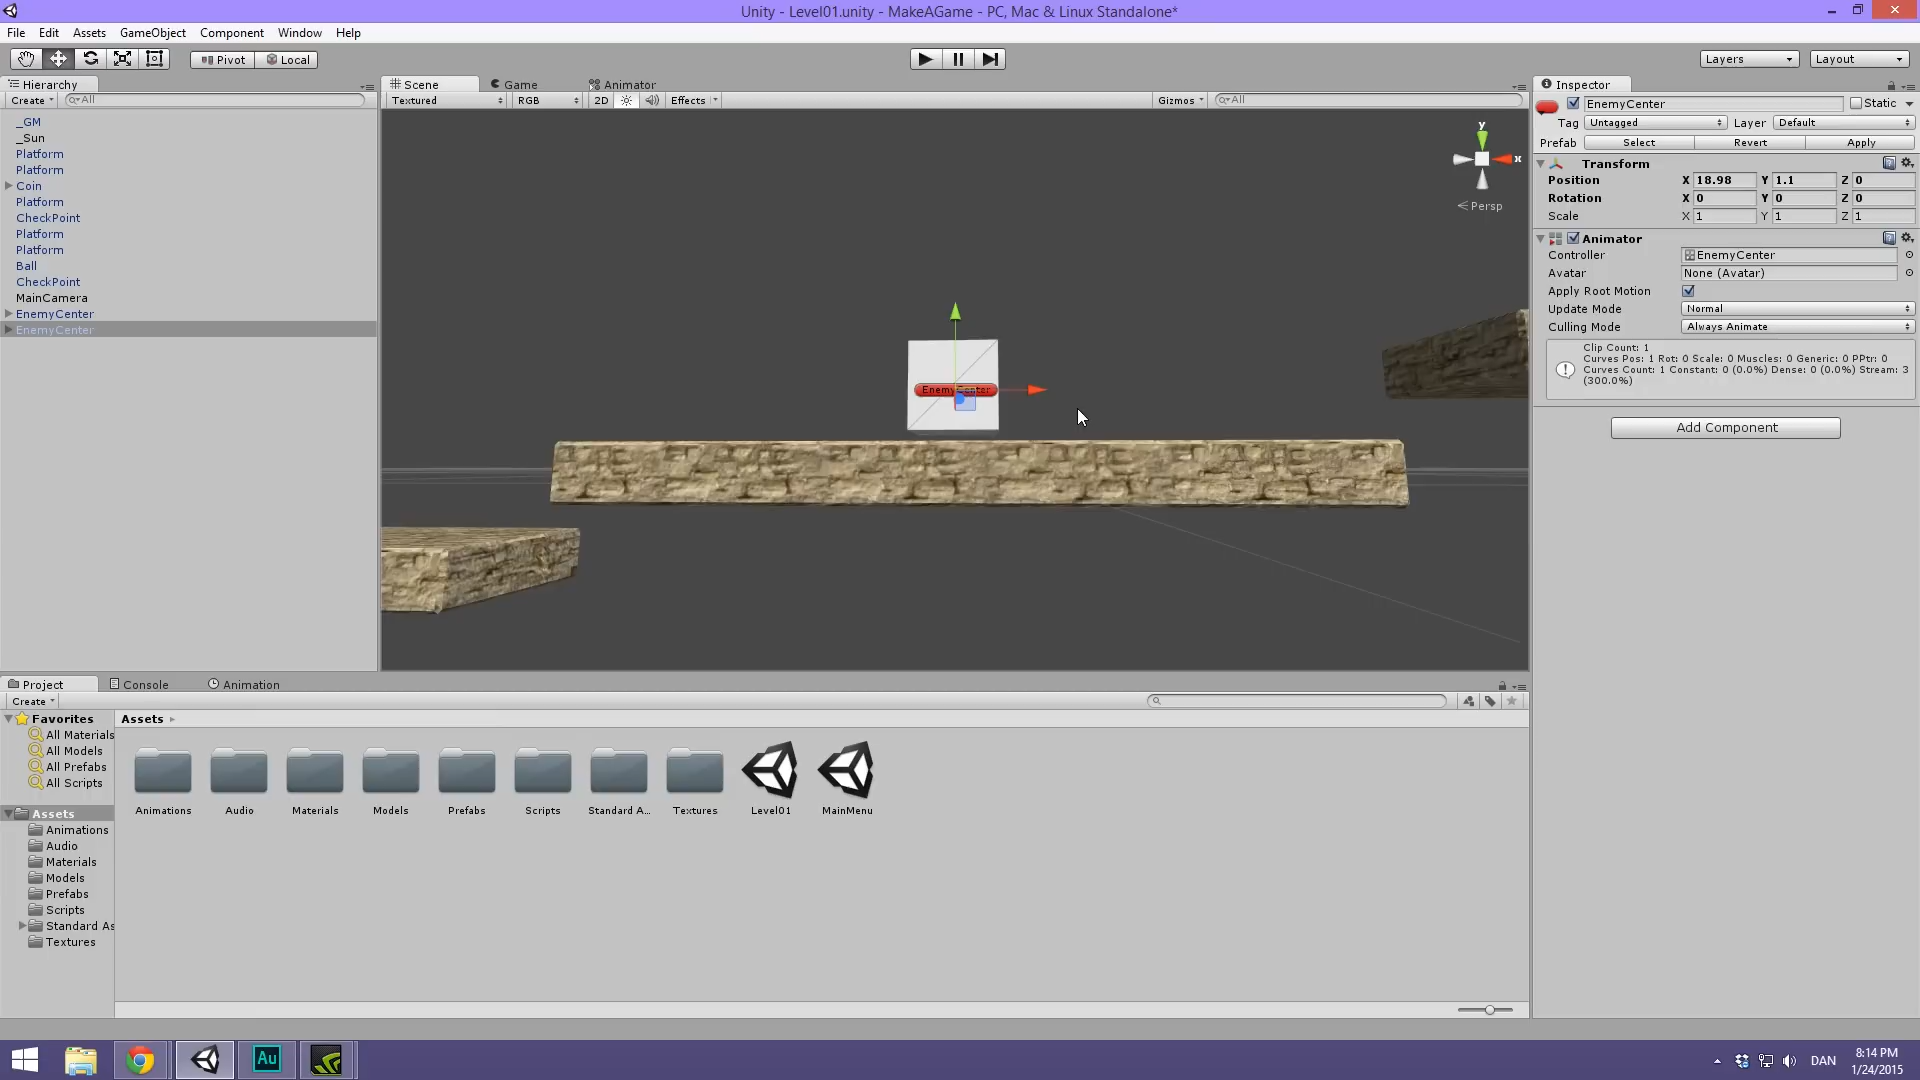 Unity - Level01.unity - MakeAGame - PC, Mac & Linux Standalone*
File Edit Assets GameObject Component Window Help
Pivot Local Layers Layout
Hierarchy
Create All
_GM
_Sun
Platform
Platform
Coin
Platform
CheckPoint
Platform
Platform
Ball
CheckPoint
MainCamera
EnemyCenter
EnemyCenter
Scene Game Animator
Textured RGB 2D Effects Gizmos All
y
x
Persp
EnemyCenter
Inspector
EnemyCenter Static
Tag Untagged Layer Default
Prefab Select Revert Apply
Transform
Position X 18.98 Y 1.1 Z 0
Rotation X 0 Y 0 Z 0
Scale X 1 Y 1 Z 1
Animator
Controller EnemyCenter
Avatar None (Avatar)
Apply Root Motion
Update Mode Normal
Culling Mode Always Animate
Clip Count: 1
Curves Pos: 1 Rot: 0 Scale: 0 Muscles: 0 Generic: 0 PPtr: 0
Curves Count: 1 Constant: 0 (0.0%) Dense: 0 (0.0%) Stream: 3
(300.0%)
Add Component
Project Console Animation
Create
Favorites
All Materials
All Models
All Prefabs
All Scripts
Assets
Animations
Audio
Materials
Models
Prefabs
Scripts
Standard As
Textures
Assets
Animations Audio Materials Models Prefabs Scripts Standard A... Textures Level01 MainMenu
Au
DAN
8:14 PM
1/24/2015